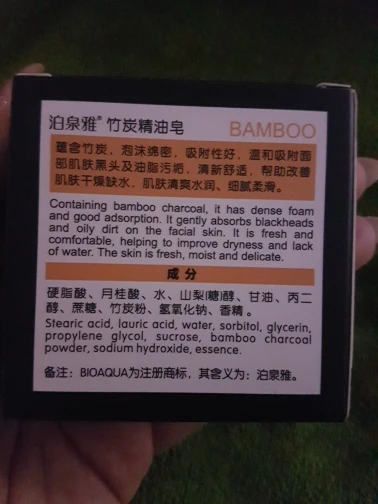 泊泉雅® 竹炭精油皂
BAMBOO
蕴含竹炭，泡沫绵密，吸附性好，温和吸附面
部肌肤黑头及油脂污垢，清新舒适，帮助改善
肌肤干燥缺水，肌肤清爽水润、细腻柔滑。
Containing bamboo charcoal, it has dense foam
and good adsorption. It gently absorbs blackheads
and oily dirt on the facial skin. It is fresh and
comfortable, helping to improve dryness and lack
of water. The skin is fresh, moist and delicate.
成分
硬脂酸、月桂酸、水、山梨(糖)醇、甘油、丙二
醇、蔗糖、竹炭粉、氢氧化钠、香精。
Stearic acid, lauric acid, water, sorbitol, glycerin,
propylene glycol, sucrose, bamboo charcoal
powder, sodium hydroxide, essence.
备注：BIOAQUA为注册商标，其含义为：泊泉雅。